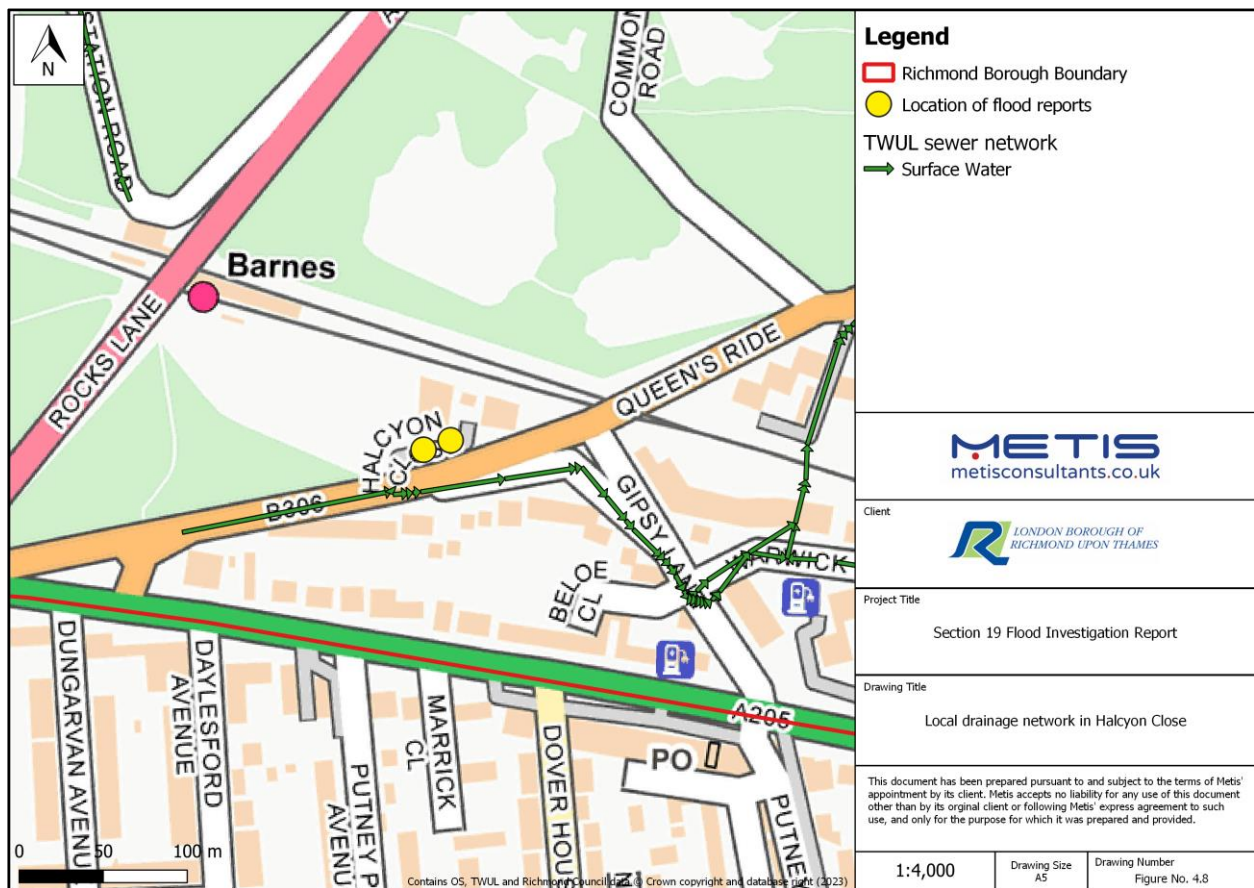 N
STATION ROAD
COMMON
ROAD
Barnes
ROCKS LANE
QUEEN'S RIDE
HALCYON
B306
GIPSY LANE
BELOE
CL
DUNGARVAN AVENUE
DAYLESFORD
AVENUE
PUTNEY P
AVENU
MARRICK
CL
DOVER HOU
A205
PO
PUTNE
0 50 100 m
Contains OS, TWUL and Richmond Council data © Crown copyright and database right (2023)
Legend
Richmond Borough Boundary
Location of flood reports
TWUL sewer network
Surface Water
METIS
metisconsultants.co.uk
Client
LONDON BOROUGH OF
RICHMOND UPON THAMES
Project Title
Section 19 Flood Investigation Report
Drawing Title
Local drainage network in Halcyon Close
This document has been prepared pursuant to and subject to the terms of Metis'
appointment by its client. Metis accepts no liability for any use of this document
other than by its orginal client or following Metis' express agreement to such
use, and only for the purpose for which it was prepared and provided.
1:4,000
Drawing Size
A5
Drawing Number
Figure No. 4.8